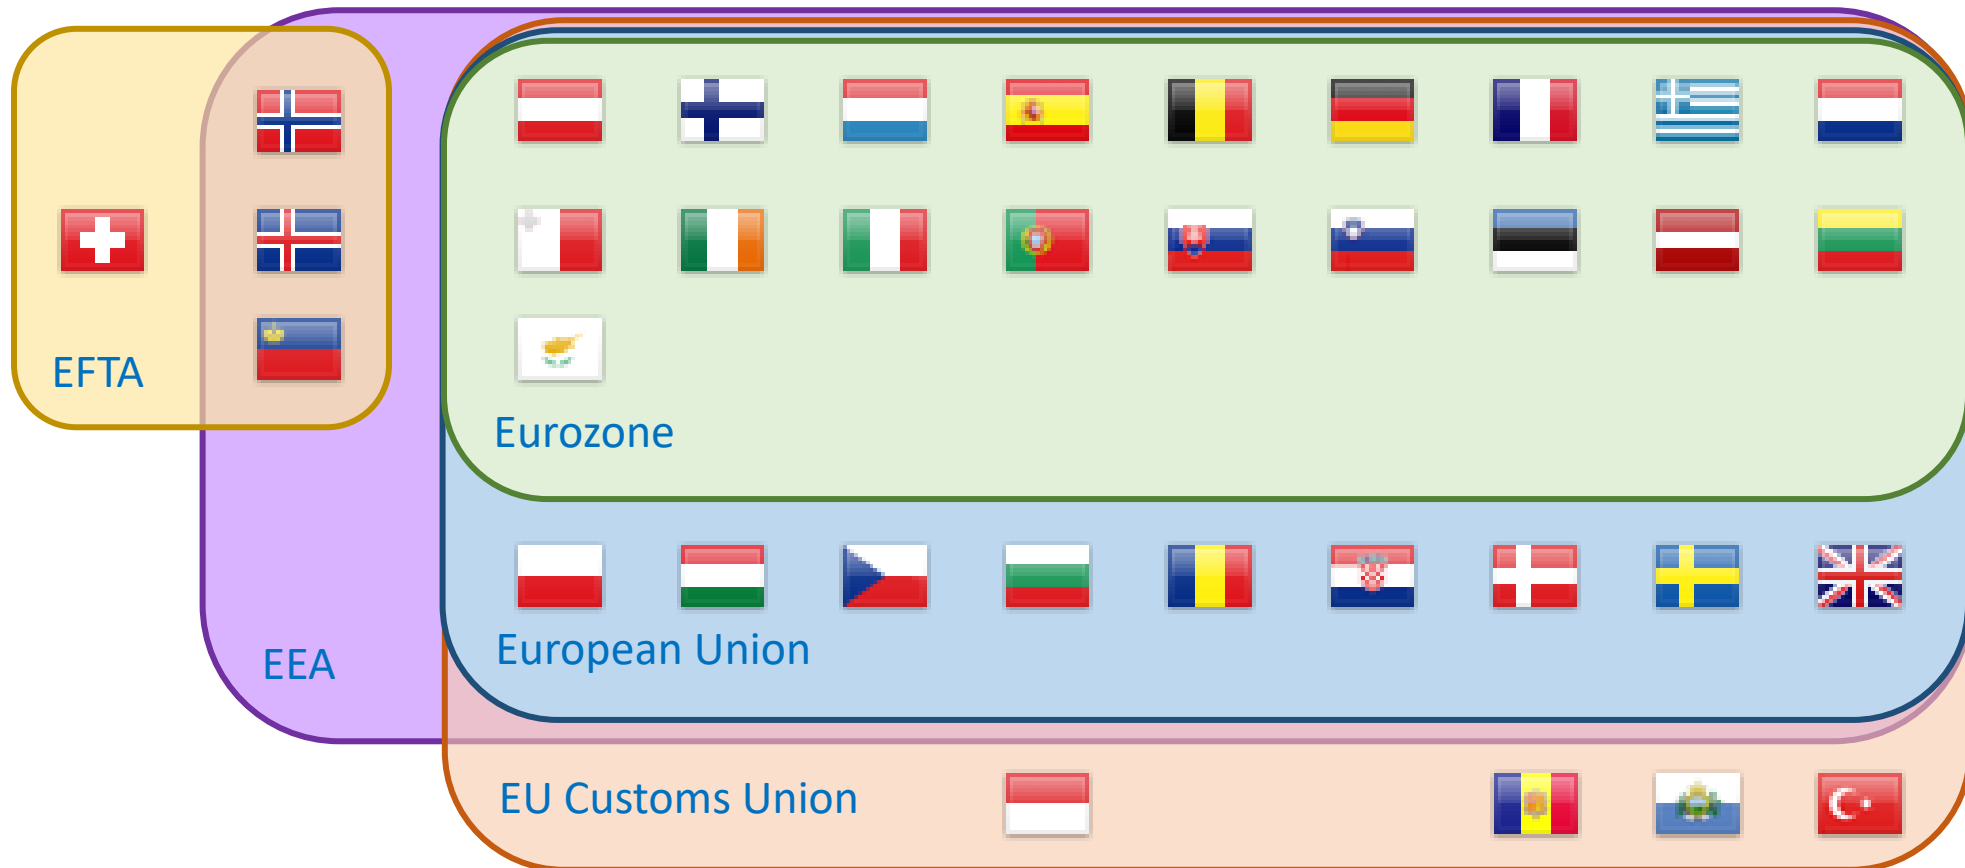 EFTA
Eurozone
European Union
EEA
EU Customs Union